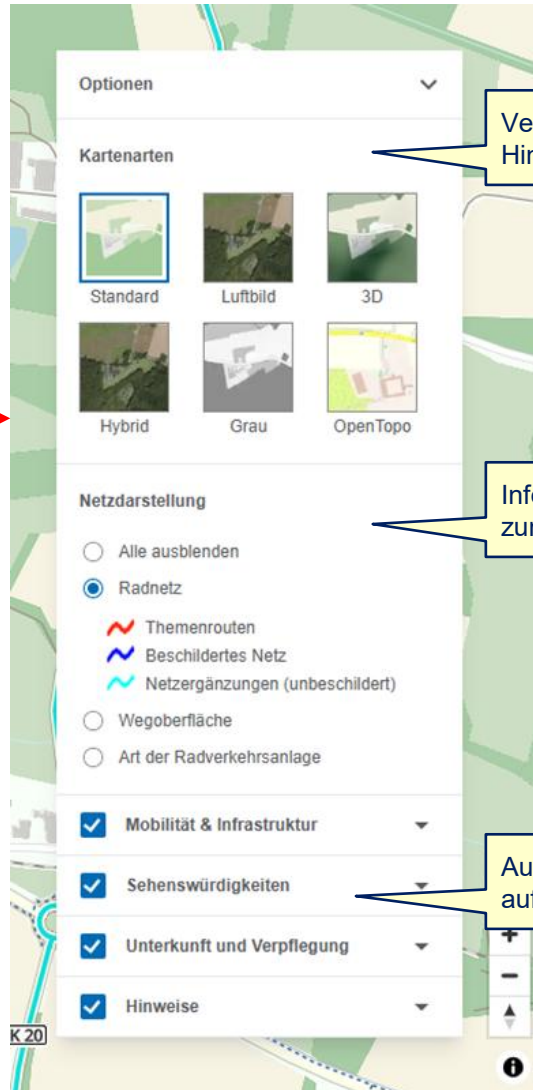 Optionen
Kartenarten
Standard
Luftbild
3D
Hybrid
Grau
OpenTopo
Netzdarstellung
Alle ausblenden
Radnetz
Themenrouten
Beschildertes Netz
Netzergänzungen (unbeschildert)
Wegoberfläche
Art der Radverkehrsanlage
Mobilität & Infrastruktur
Sehenswürdigkeiten
Unterkunft und Verpflegung
Hinweise
K 20